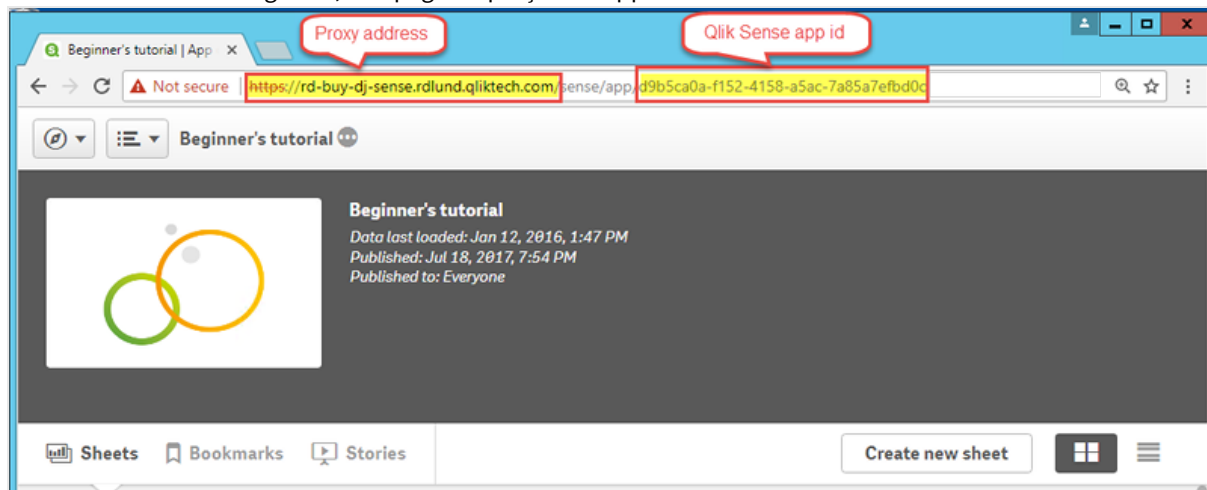 Proxy address
Qlik Sense app id
Beginner's tutorial | App
Not secure
https://rd-buy-dj-sense.rdlund.qliktech.com/sense/app/d9b5ca0a-f152-4158-a5ac-7a85a7efbd0d
Beginner's tutorial
Beginner's tutorial
Data last loaded: Jan 12, 2016, 1:47 PM
Published: Jul 18, 2017, 7:54 PM
Published to: Everyone
Sheets Bookmarks Stories Create new sheet